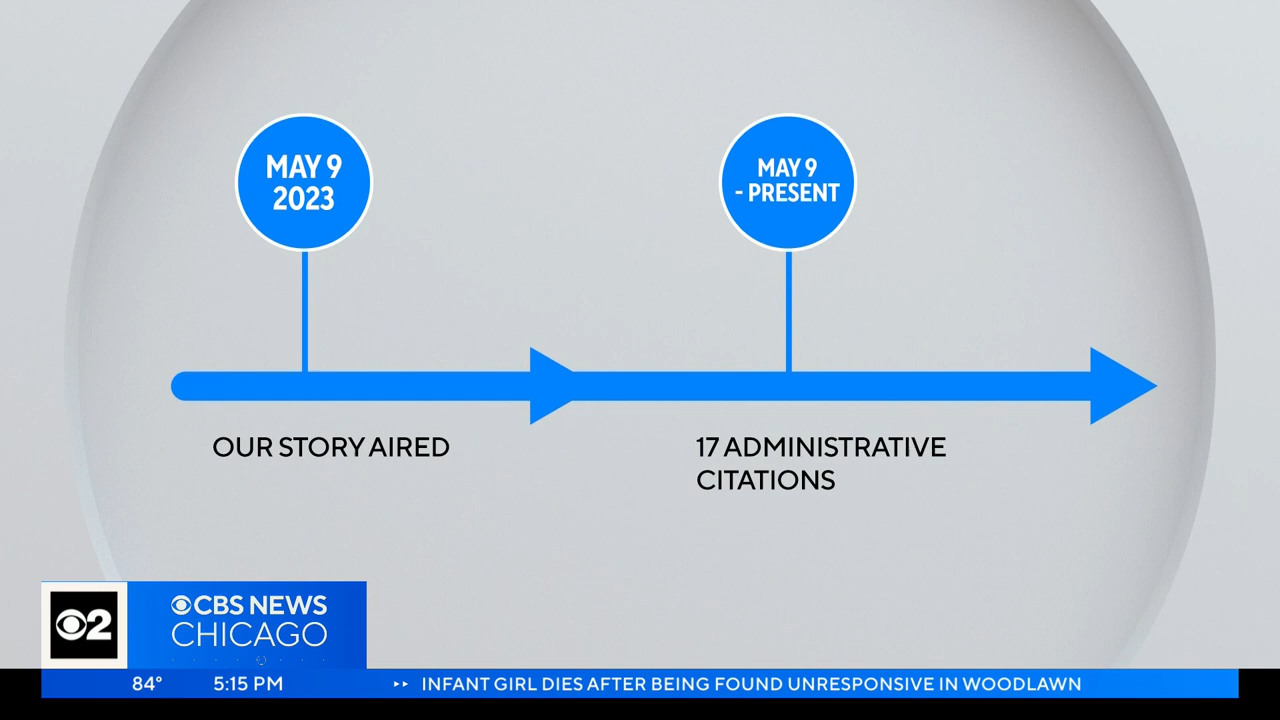 MAY 9
2023
MAY 9
- PRESENT
OUR STORY AIRED
17 ADMINISTRATIVE
CITATIONS
2
CBS NEWS
CHICAGO
84° 5:15 PM INFANT GIRL DIES AFTER BEING FOUND UNRESPONSIVE IN WOODLAWN